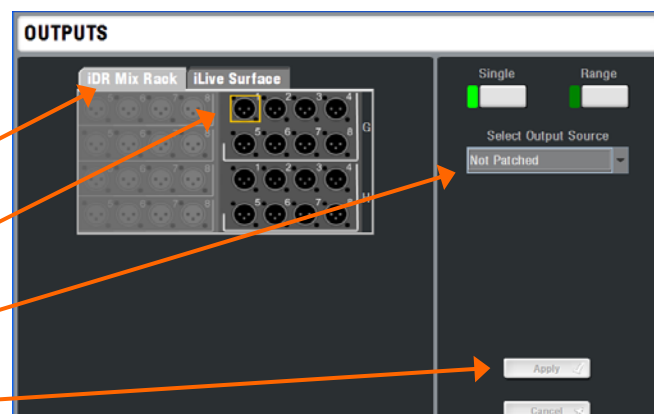 OUTPUTS
iDR Mix Rack
iLive Surface
Single
Range
Select Output Source
Not Patched
1 2 3 4
G
5 6 7 8
1 2 3 4
5 6 7 8
Apply
Cancel